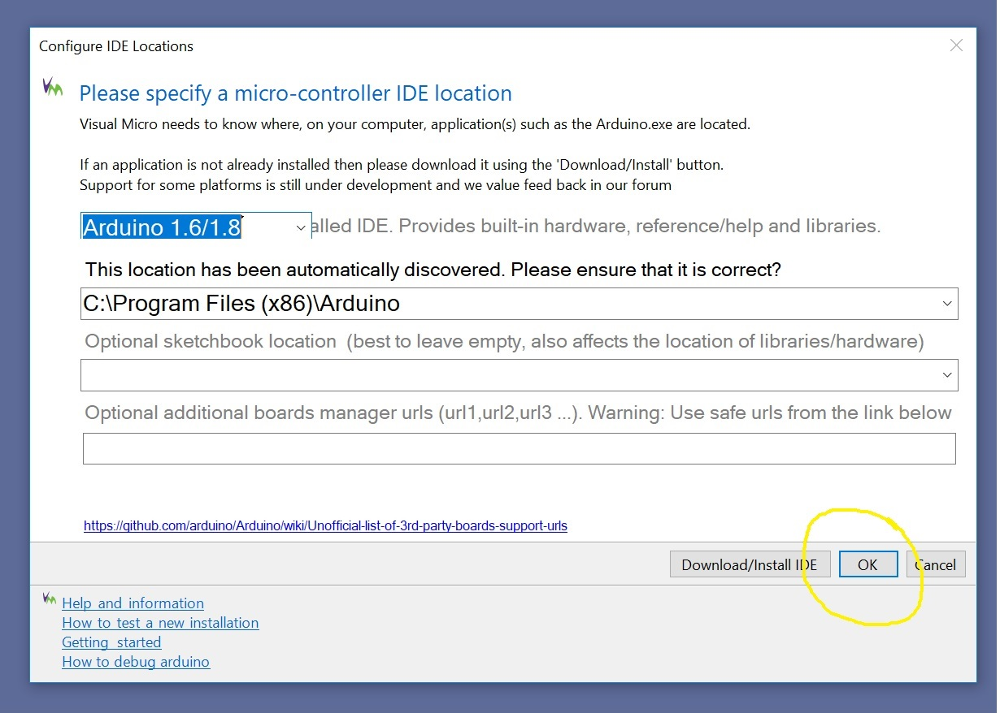 Configure IDE Locations
Please specify a micro-controller IDE location
Visual Micro needs to know where, on your computer, application(s) such as the Arduino.exe are located.
If an application is not already installed then please download it using the 'Download/Install' button.
Support for some platforms is still under development and we value feed back in our forum
Arduino 1.6/1.8 alled IDE. Provides built-in hardware, reference/help and libraries.
This location has been automatically discovered. Please ensure that it is correct?
C:\Program Files (x86)\Arduino
Optional sketchbook location (best to leave empty, also affects the location of libraries/hardware)
Optional additional boards manager urls (url1,url2,url3 ...). Warning: Use safe urls from the link below
https://github.com/arduino/Arduino/wiki/Unofficial-list-of-3rd-party-boards-support-urls
Download/Install IDE OK Cancel
Help and information
How to test a new installation
Getting started
How to debug arduino